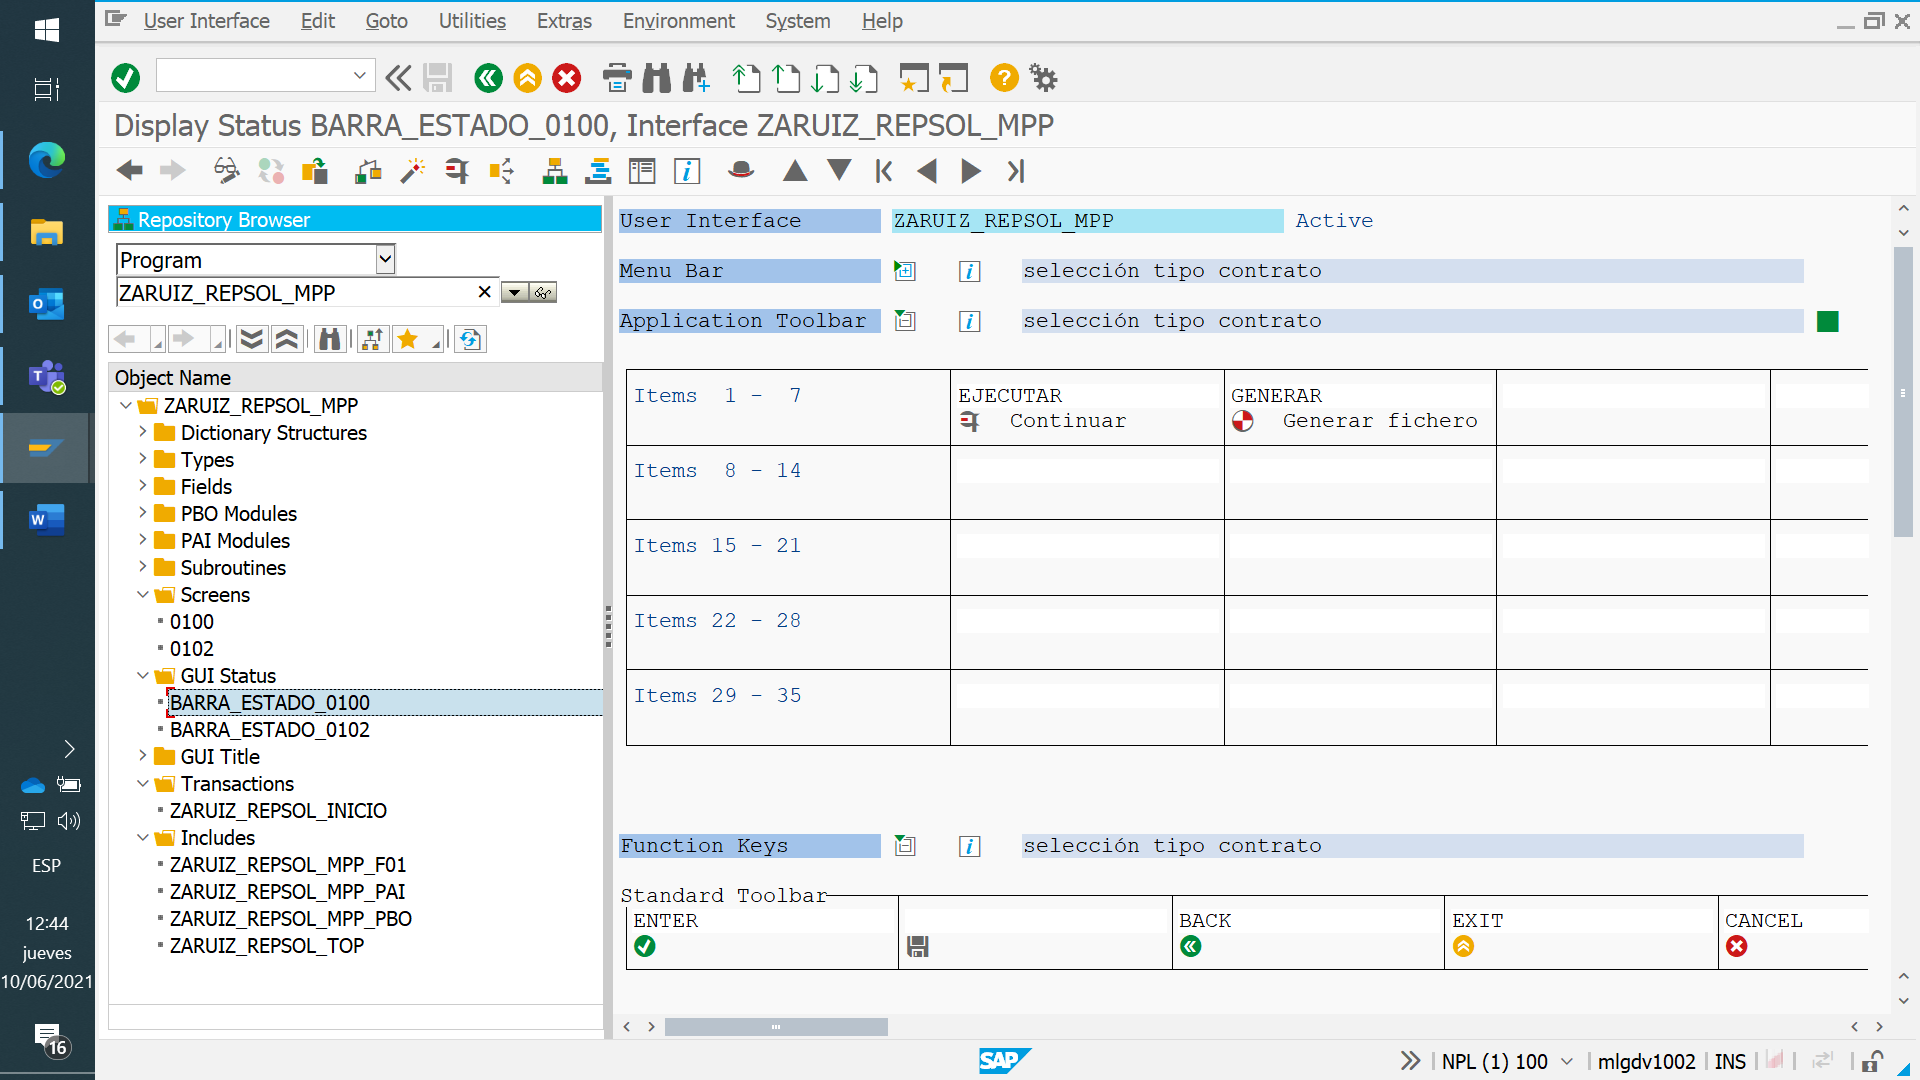 User Interface Edit Goto Utilities Extras Environment System Help
Display Status BARRA_ESTADO_0100, Interface ZARUIZ_REPSOL_MPP
Repository Browser
Program
ZARUIZ_REPSOL_MPP
Object Name
ZARUIZ_REPSOL_MPP
Dictionary Structures
Types
Fields
PBO Modules
PAI Modules
Subroutines
Screens
0100
0102
GUI Status
BARRA_ESTADO_0100
BARRA_ESTADO_0102
GUI Title
Transactions
ZARUIZ_REPSOL_INICIO
Includes
ZARUIZ_REPSOL_MPP_F01
ZARUIZ_REPSOL_MPP_PAI
ZARUIZ_REPSOL_MPP_PBO
ZARUIZ_REPSOL_TOP
User Interface ZARUIZ_REPSOL_MPP Active
Menu Bar selección tipo contrato
Application Toolbar selección tipo contrato
Items 1 - 7 EJECUTAR GENERAR
Continuar Generar fichero
Items 8 - 14
Items 15 - 21
Items 22 - 28
Items 29 - 35
Function Keys selección tipo contrato
Standard Toolbar
ENTER BACK EXIT CANCEL
ESP
12:44
jueves
10/06/2021
16
SAP
NPL (1) 100 mlgdv1002 INS